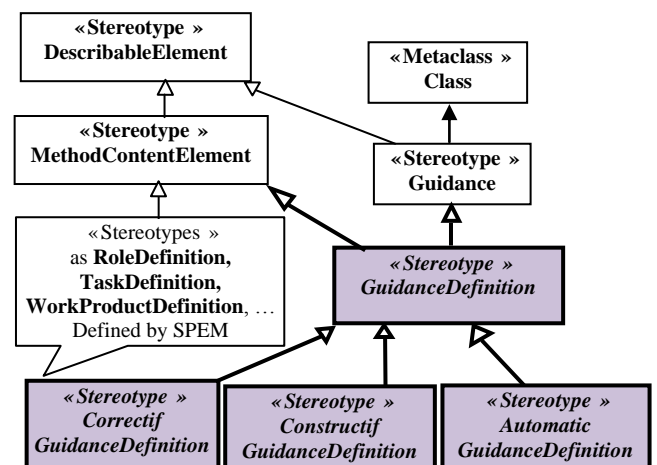 «Stereotype »
DescribableElement
«Metaclass»
Class
«Stereotype »
MethodContentElement
«Stereotype »
Guidance
«Stereotypes »
as RoleDefinition,
TaskDefinition,
WorkProductDefinition, …
Defined by SPEM
«Stereotype »
GuidanceDefinition
«Stereotype »
Correctif
GuidanceDefinition
«Stereotype »
Constructif
GuidanceDefinition
«Stereotype »
Automatic
GuidanceDefinition